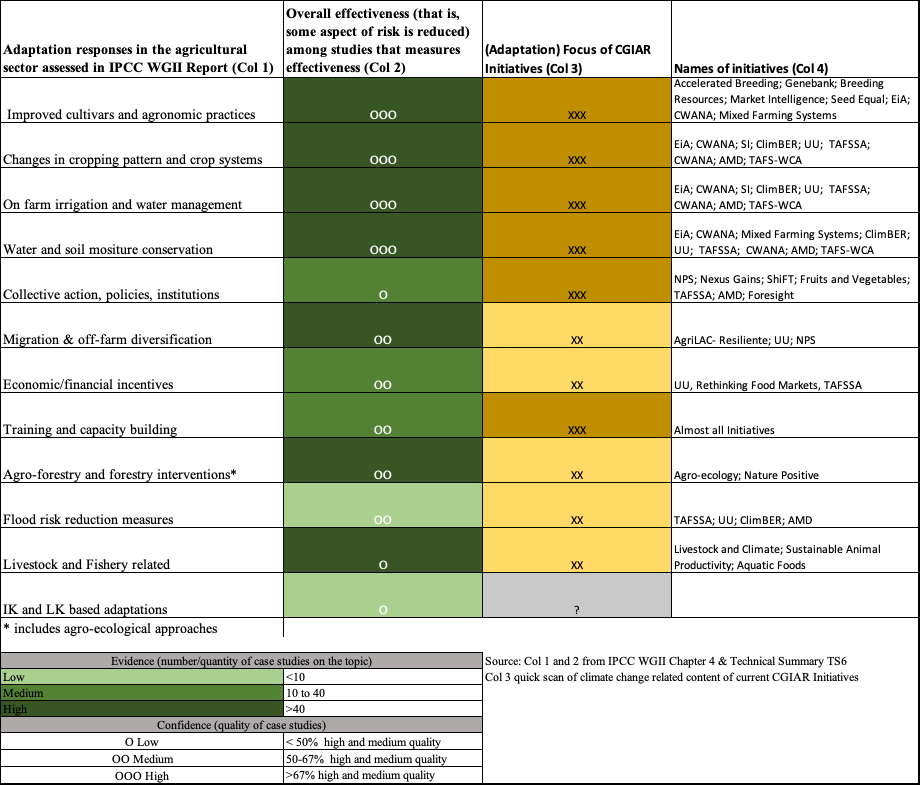 Adaptation responses in the agricultural
sector assessed in IPCC WGII Report (Col 1)
Overall effectiveness (that is,
some aspect of risk is reduced)
among studies that measures
effectiveness (Col 2)
(Adaptation) Focus of CGIAR
Initiatives (Col 3)
Names of initiatives (Col 4)
Improved cultivars and agronomic practices
OOO
XXX
Accelerated Breeding; Genebank; Breeding
Resources; Market Intelligence; Seed Equal; EiA;
CWANA; Mixed Farming Systems
Changes in cropping pattern and crop systems
OOO
XXX
EiA; CWANA; SI; ClimBER; UU; TAFSSA;
CWANA; AMD; TAFS-WCA
On farm irrigation and water management
OOO
XXX
EiA; CWANA; SI; ClimBER; UU; TAFSSA;
CWANA; AMD; TAFS-WCA
Water and soil mositure conservation
OOO
XXX
EiA; CWANA; Mixed Farming Systems; ClimBER;
UU; TAFSSA; CWANA; AMD; TAFS-WCA
Collective action, policies, institutions
O
XXX
NPS; Nexus Gains; ShiFT; Fruits and Vegetables;
TAFSSA; AMD; Foresight
Migration & off-farm diversification
OO
XX
AgriLAC- Resiliente; UU; NPS
Economic/financial incentives
OO
XX
UU, Rethinking Food Markets, TAFSSA
Training and capacity building
OO
XXX
Almost all Initiatives
Agro-forestry and forestry interventions*
OO
XX
Agro-ecology; Nature Positive
Flood risk reduction measures
OO
XX
TAFSSA; UU; ClimBER; AMD
Livestock and Fishery related
O
XX
Livestock and Climate; Sustainable Animal
Productivity; Aquatic Foods
IK and LK based adaptations
O
?
* includes agro-ecological approaches
Evidence (number/quantity of case studies on the topic)
Low
<10
Medium
10 to 40
High
>40
Confidence (quality of case studies)
O Low
< 50% high and medium quality
OO Medium
50-67% high and medium quality
OOO High
>67% high and medium quality
Source: Col 1 and 2 from IPCC WGII Chapter 4 & Technical Summary TS6
Col 3 quick scan of climate change related content of current CGIAR Initiatives